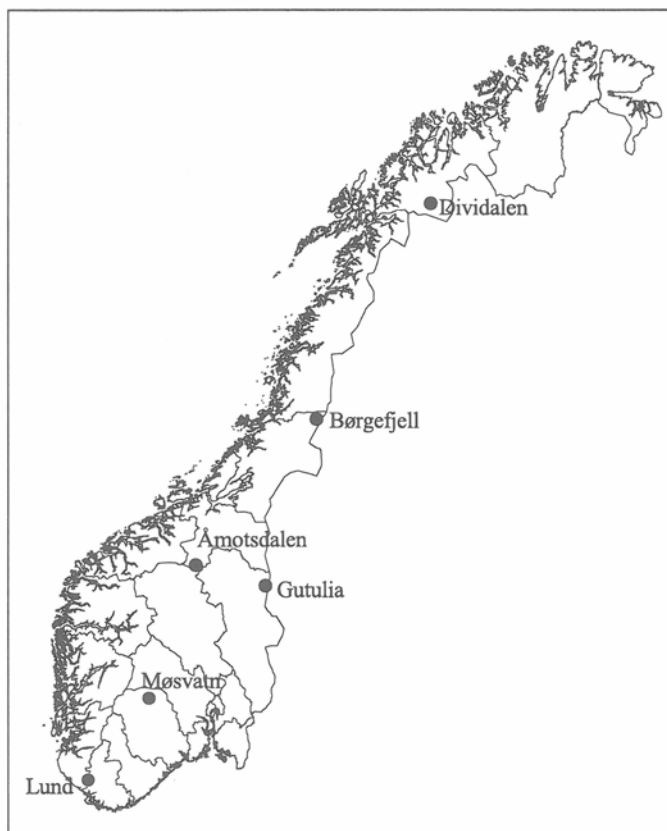 Dividalen
Børgefjell
Åmotsdalen
Gutulia
Møsvatn
Lund